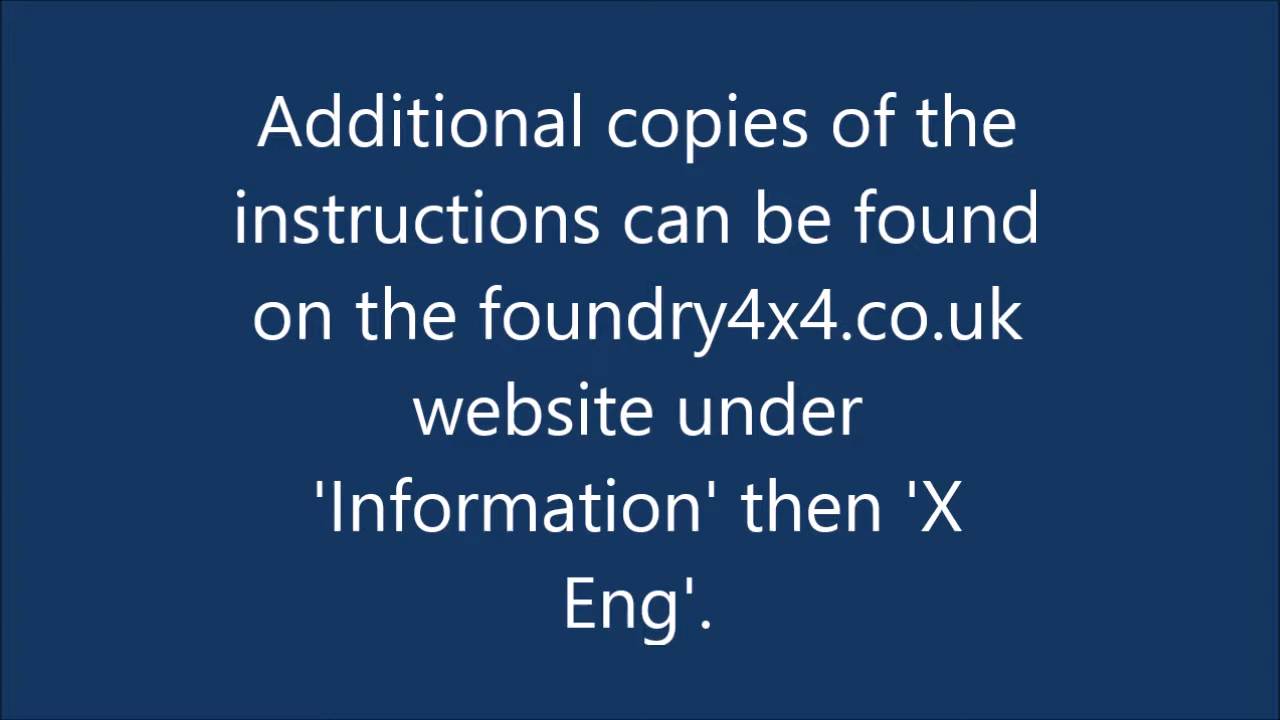 Additional copies of the
instructions can be found
on the foundry4x4.co.uk
website under
'Information' then 'X
Eng'.